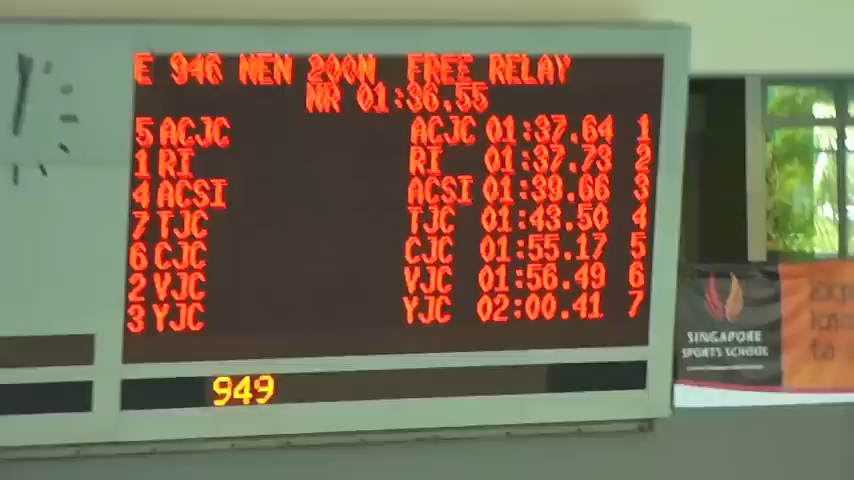 E 946 MEN 200M FREE RELAY
NR 01:36.55
5 ACJC ACJC 01:37.64 1
1 RI RI 01:37.73 2
4 ACSI ACSI 01:39.66 3
7 TJC TJC 01:43.50 4
6 CJC CJC 01:55.17 5
2 VJC VJC 01:56.49 6
3 YJC YJC 02:00.41 7
949
SINGAPORE
SPORTS SCHOOL
to a